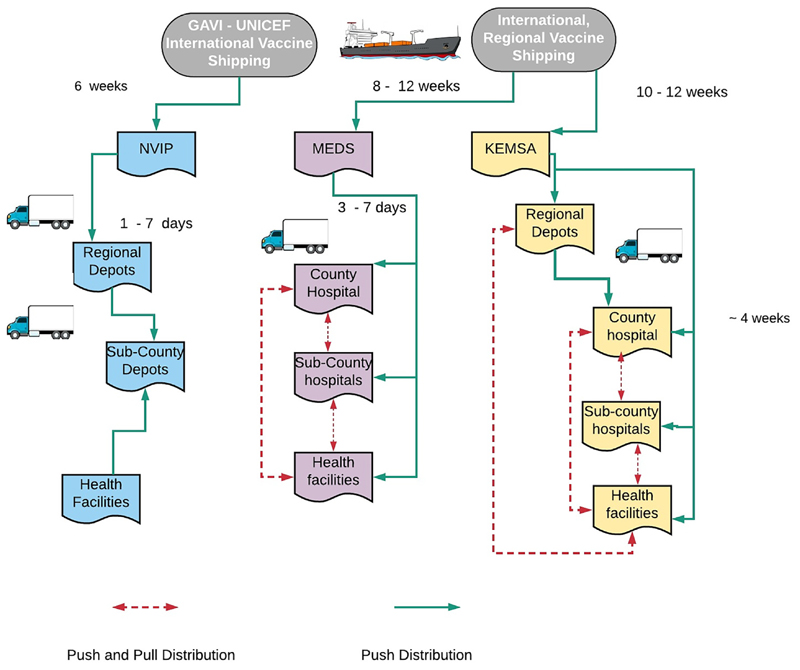 GAVI - UNICEF
International Vaccine
Shipping
International,
Regional Vaccine
Shipping
6 weeks
8 - 12 weeks
10 - 12 weeks
NVIP
MEDS
KEMSA
1 - 7 days
3 - 7 days
Regional
Depots
Regional
Depots
County
Hospital
County
hospital
~ 4 weeks
Sub-County
Depots
Sub-County
hospitals
Sub-county
hospitals
Health
Facilities
Health
facilities
Health
facilities
Push and Pull Distribution
Push Distribution